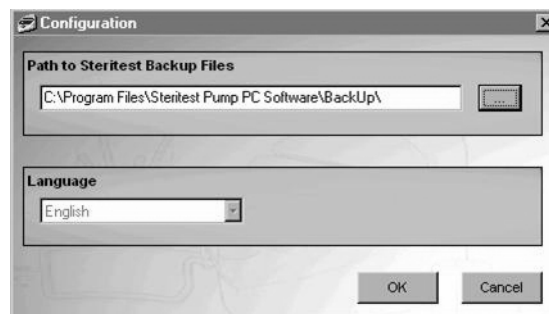 Configuration
Path to Steritest Backup Files
C:\Program Files\Steritest Pump PC Software\BackUp\
...
Language
English
OK
Cancel